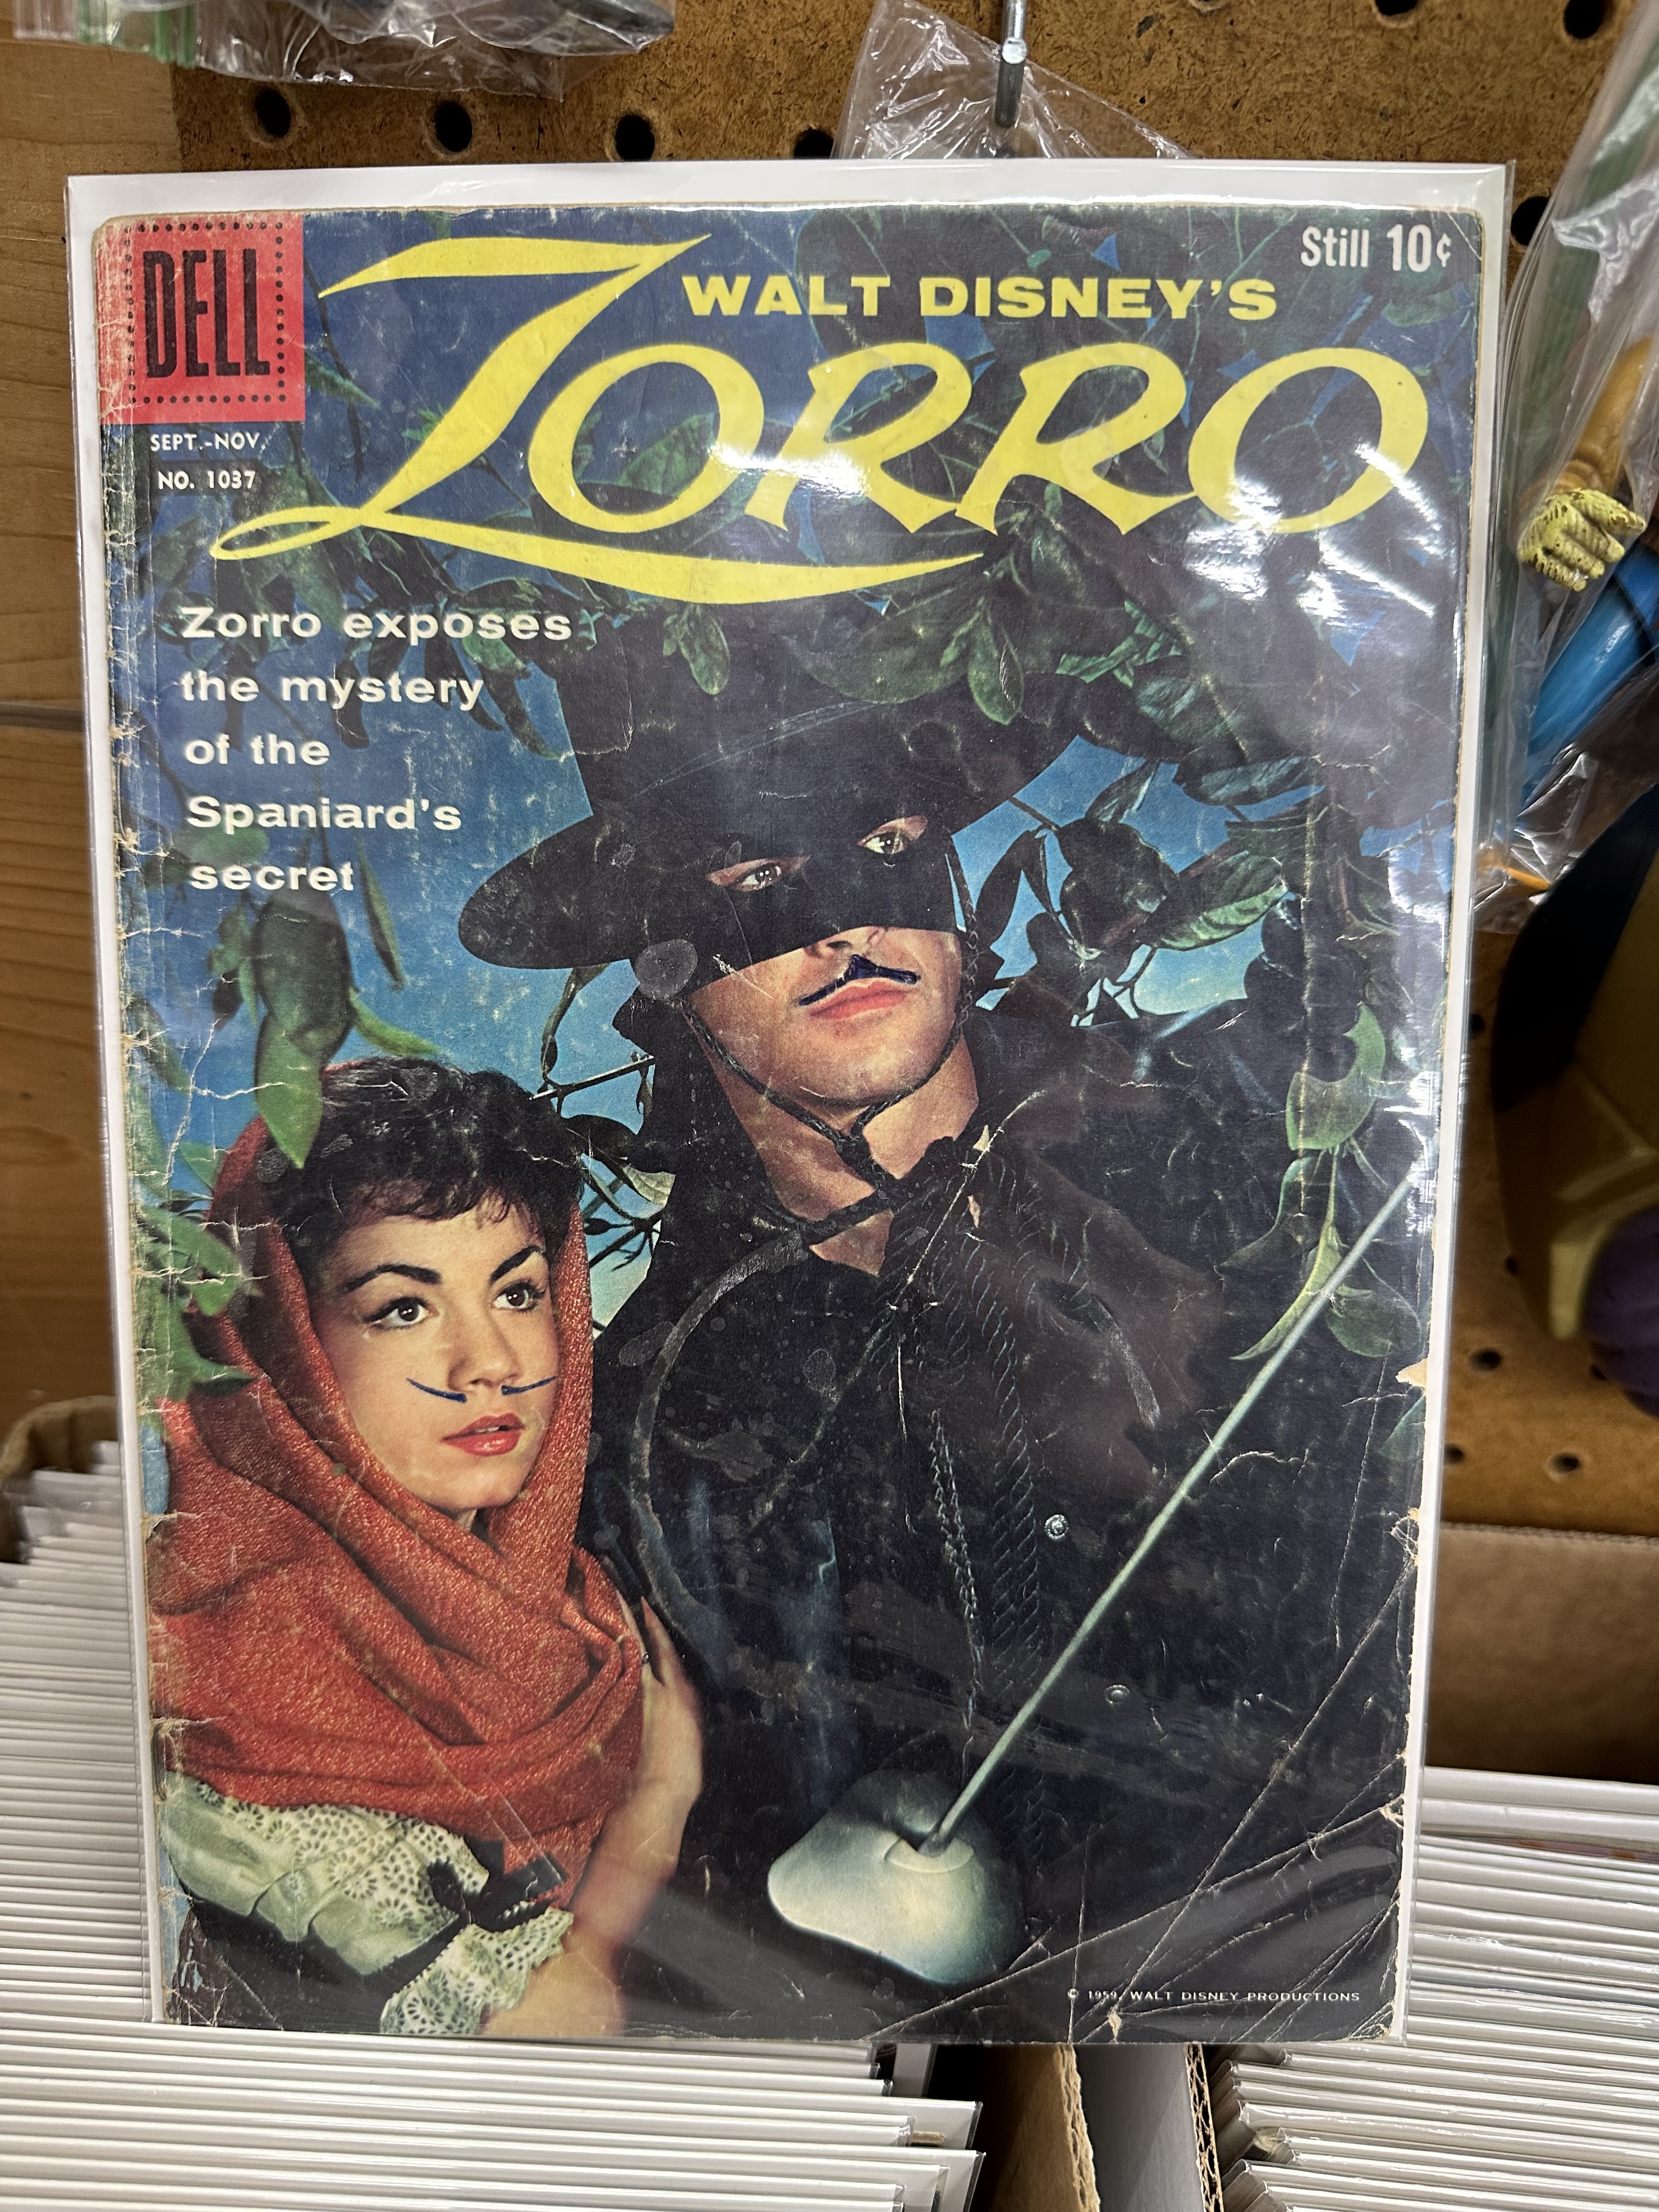 DELL
SEPT.-NOV.
NO. 1037
Still 10¢
WALT DISNEY'S
ZORRO
Zorro exposes
the mystery
of the
Spaniard's
secret
© 1959, WALT DISNEY PRODUCTIONS